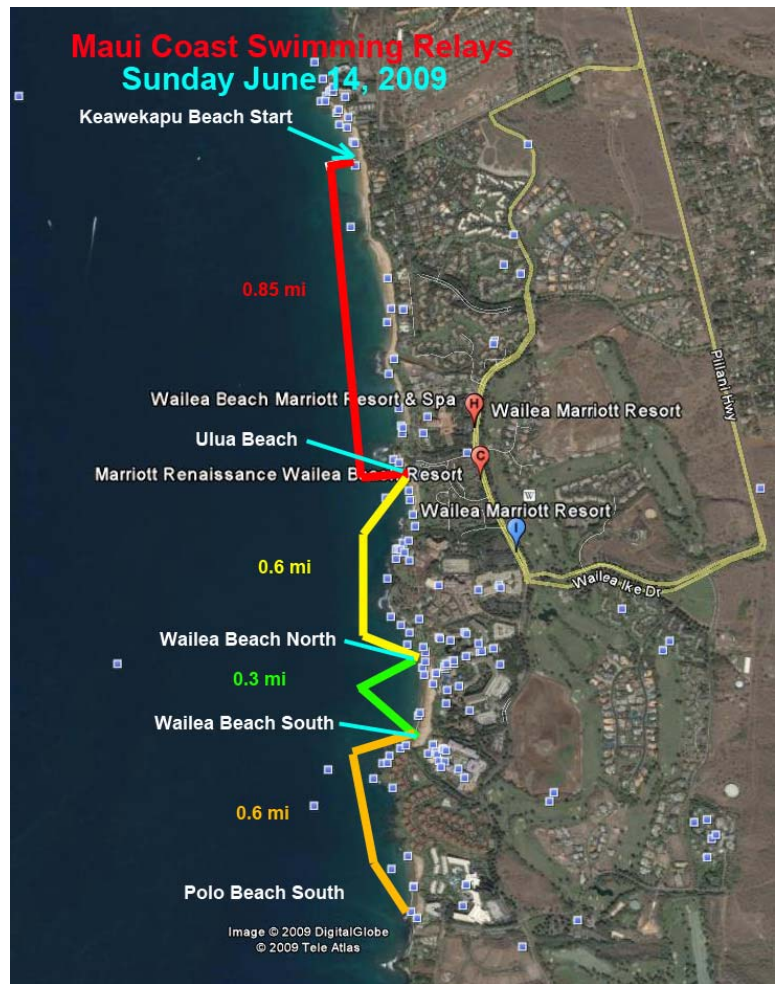 Maui Coast Swimming Relays
Sunday June 14, 2009
Keawekapu Beach Start
0.85 mi
Pillani Hwy
Wailea Beach Marriott Resort & Spa
H
Wailea Marriott Resort
Ulua Beach
C
Marriott Renaissance Wailea Beach Resort
W
Wailea Marriott Resort
I
0.6 mi
Wailea Ike Dr
Wailea Beach North
0.3 mi
Wailea Beach South
0.6 mi
Polo Beach South
Image © 2009 DigitalGlobe
© 2009 Tele Atlas